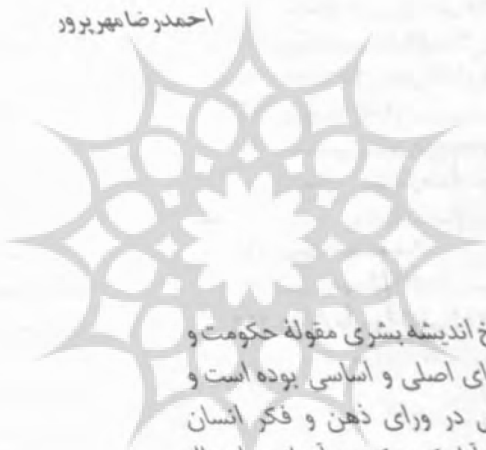 احمدرضا مهرپرور
خ اندیشه بشری مقولهٔ حکومت و
ای اصلی و اساسی بوده است و
ی در ورای ذهن و فکر انسان